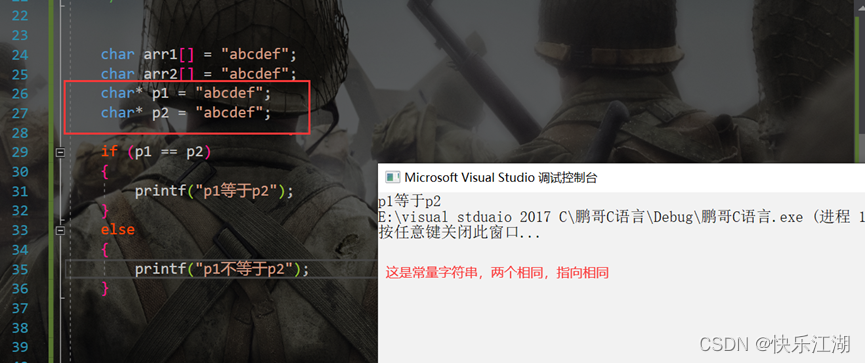 22
23
24 char arr1[] = "abcdef";
25 char arr2[] = "abcdef";
26 char* p1 = "abcdef";
27 char* p2 = "abcdef";
28
29 if (p1 == p2)
30 {
31 printf("p1等于p2");
32 }
33 else
34 {
35 printf("p1不等于p2");
36 }
37
38
39
Microsoft Visual Studio 调试控制台
p1等于p2
E:\visual stduaio 2017 C\鹏哥C语言\Debug\鹏哥C语言.exe (进程 1
按任意键关闭此窗口...
这是常量字符串，两个相同，指向相同
CSDN @快乐江湖